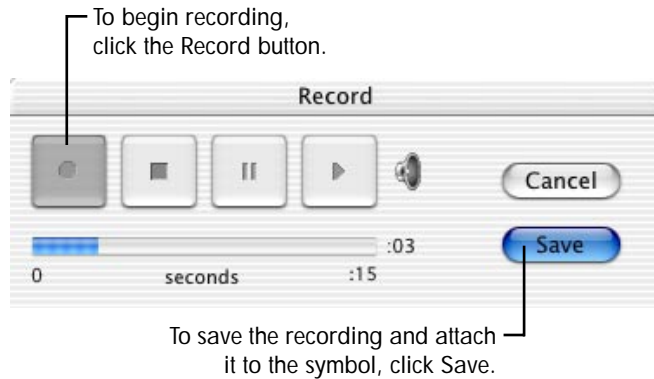 To begin recording,
click the Record button.
Record
Cancel
:03
Save
0 seconds :15
To save the recording and attach
it to the symbol, click Save.